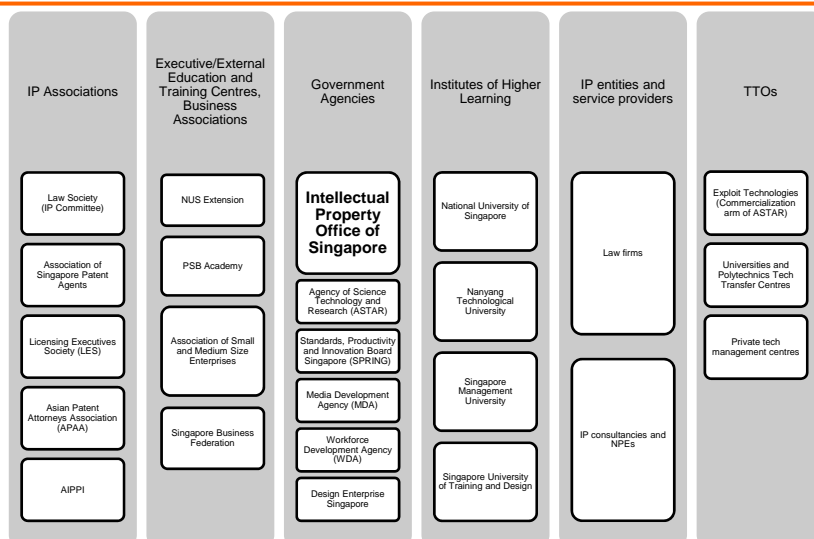 IP Associations
Law Society
(IP Committee)
Association of
Singapore Patent
Agents
Licensing Executives
Society (LES)
Asian Patent
Attorneys Association
(APAA)
AIPPI
Executive/External
Education and
Training Centres,
Business
Associations
NUS Extension
PSB Academy
Association of Small
and Medium Size
Enterprises
Singapore Business
Federation
Government
Agencies
Intellectual
Property
Office of
Singapore
Agency of Science
Technology and
Research (ASTAR)
Standards, Productivity
and Innovation Board
Singapore (SPRING)
Media Development
Agency (MDA)
Workforce
Development Agency
(WDA)
Design Enterprise
Singapore
Institutes of Higher
Learning
National University of
Singapore
Nanyang
Technological
University
Singapore
Management
University
Singapore University
of Training and Design
IP entities and
service providers
Law firms
IP consultancies and
NPEs
TTOs
Exploit Technologies
(Commercialization
arm of ASTAR)
Universities and
Polytechnics Tech
Transfer Centres
Private tech
management centres